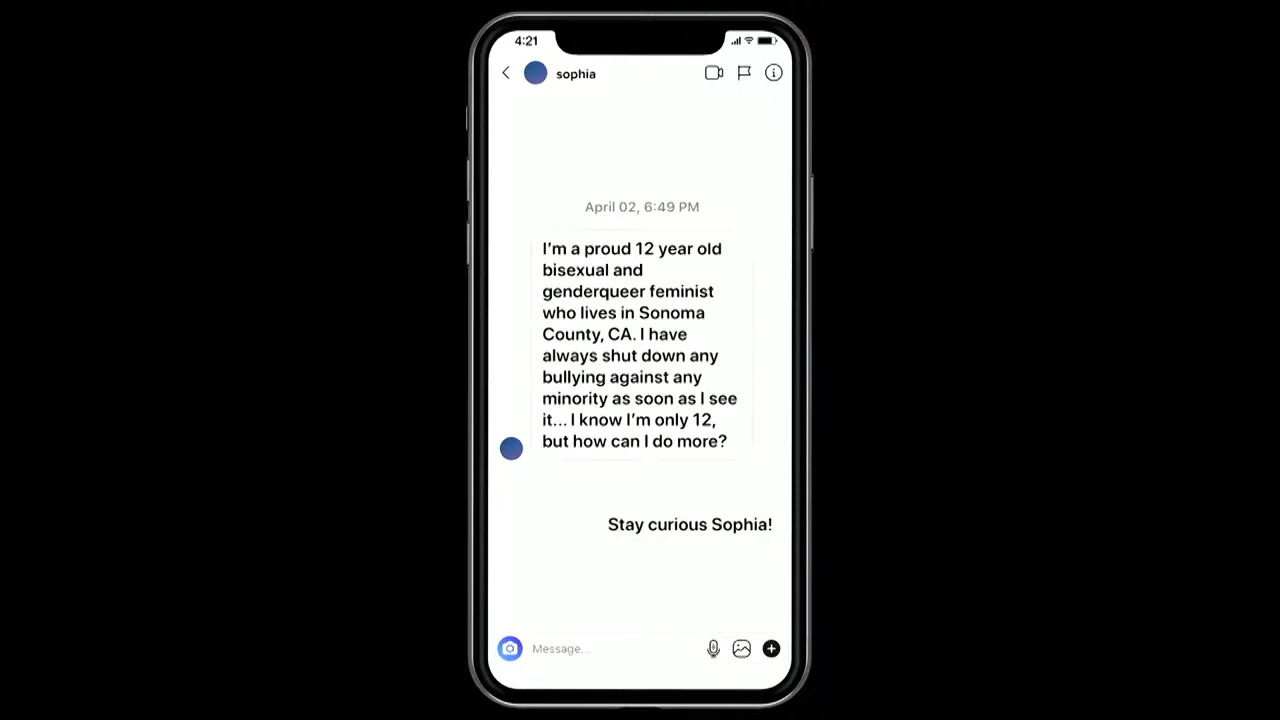 4:21
sophia
April 02, 6:49 PM
I'm a proud 12 year old
bisexual and
genderqueer feminist
who lives in Sonoma
County, CA. I have
always shut down any
bullying against any
minority as soon as I see
it... I know I'm only 12,
but how can I do more?
Stay curious Sophia!
Message...